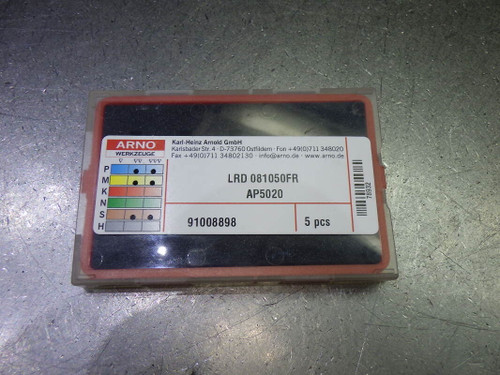 ARNO
WERKZEUGE
Karl-Heinz Arnold GmbH
Karlsbader Str. 4 · D-73760 Ostfildern · Fon +49(0)711 348020
Fax +49(0)711 34802130 · info@arno.de · www.arno.de
P
M
K
N
S
H
LRD 081050FR
AP5020
91008898
5 pcs